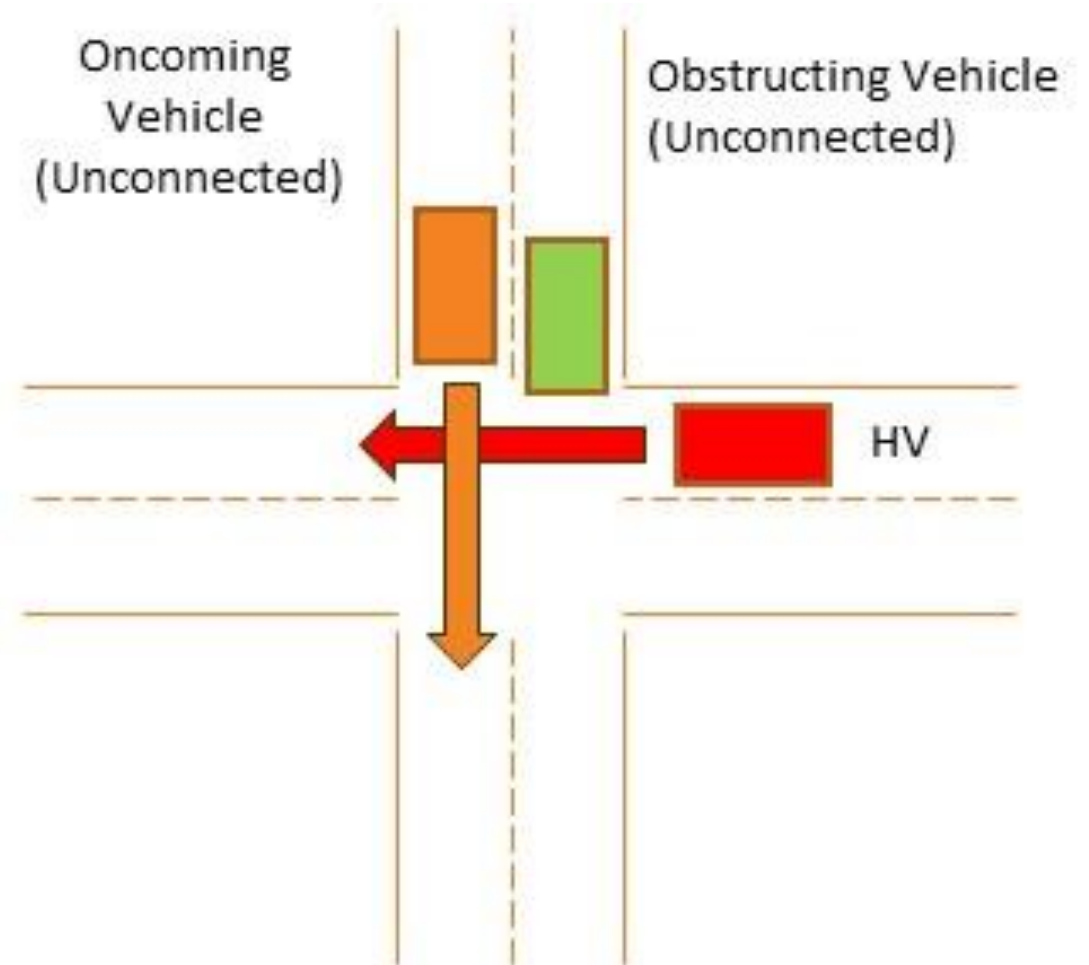 Oncoming
Vehicle
(Unconnected)
Obstructing Vehicle
(Unconnected)
HV